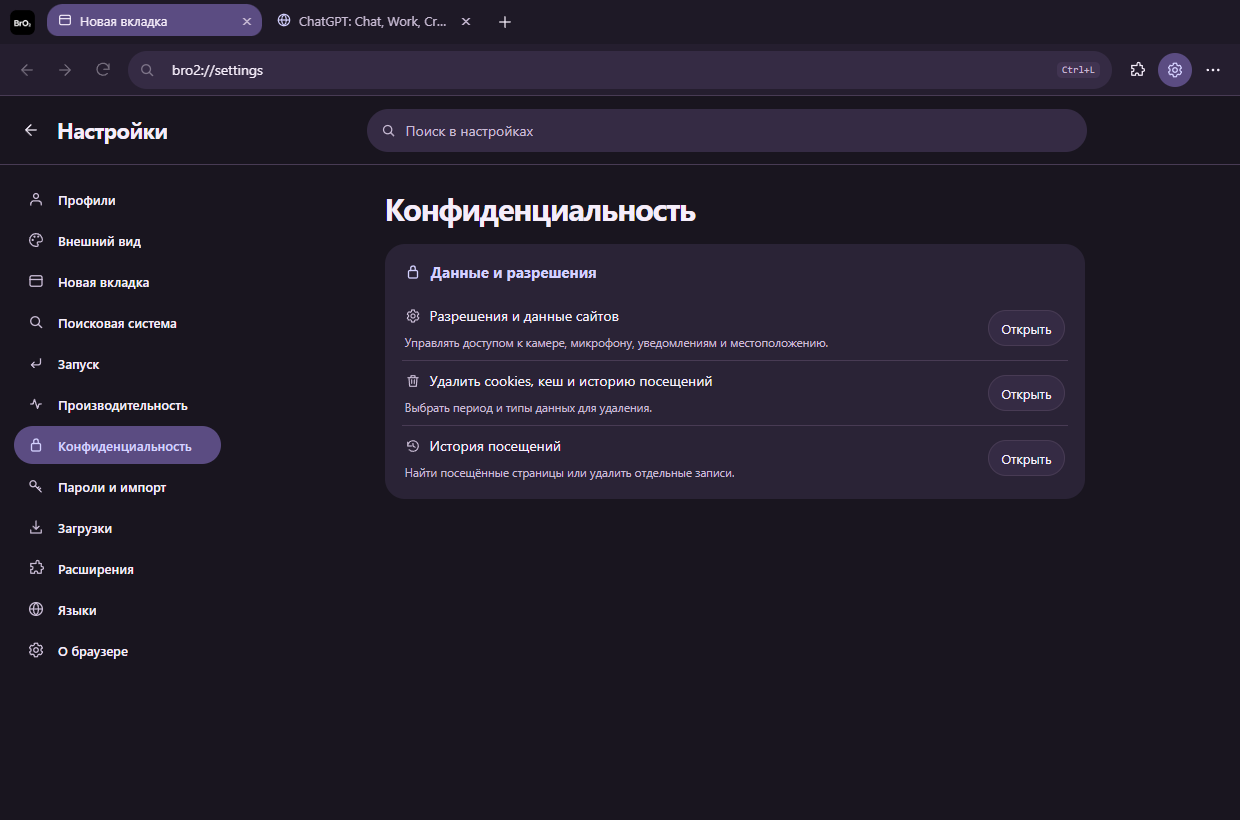 BrO₂
Новая вкладка
ChatGPT: Chat, Work, Cr...
bro2://settings
Ctrl+L
Настройки
Поиск в настройках
Профили
Внешний вид
Новая вкладка
Поисковая система
Запуск
Производительность
Конфиденциальность
Пароли и импорт
Загрузки
Расширения
Языки
О браузере
Конфиденциальность
Данные и разрешения
Разрешения и данные сайтов
Управлять доступом к камере, микрофону, уведомлениям и местоположению.
Открыть
Удалить cookies, кеш и историю посещений
Выбрать период и типы данных для удаления.
Открыть
История посещений
Найти посещённые страницы или удалить отдельные записи.
Открыть